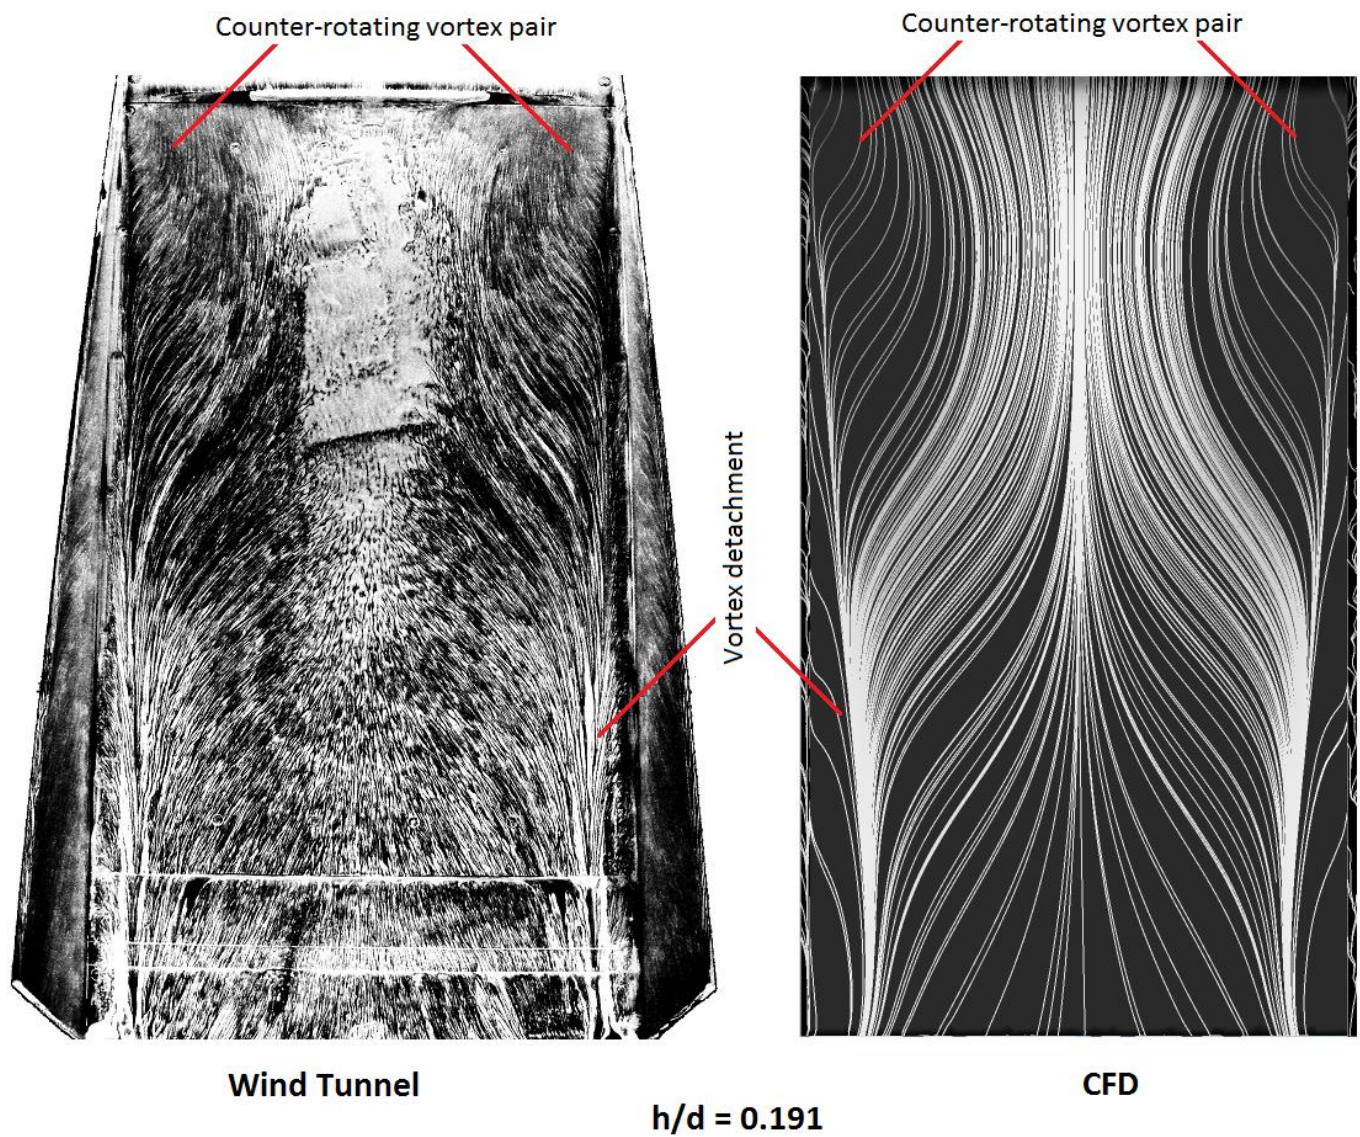 Counter-rotating vortex pair
Counter-rotating vortex pair
Vortex detachment
Wind Tunnel
CFD
h/d = 0.191